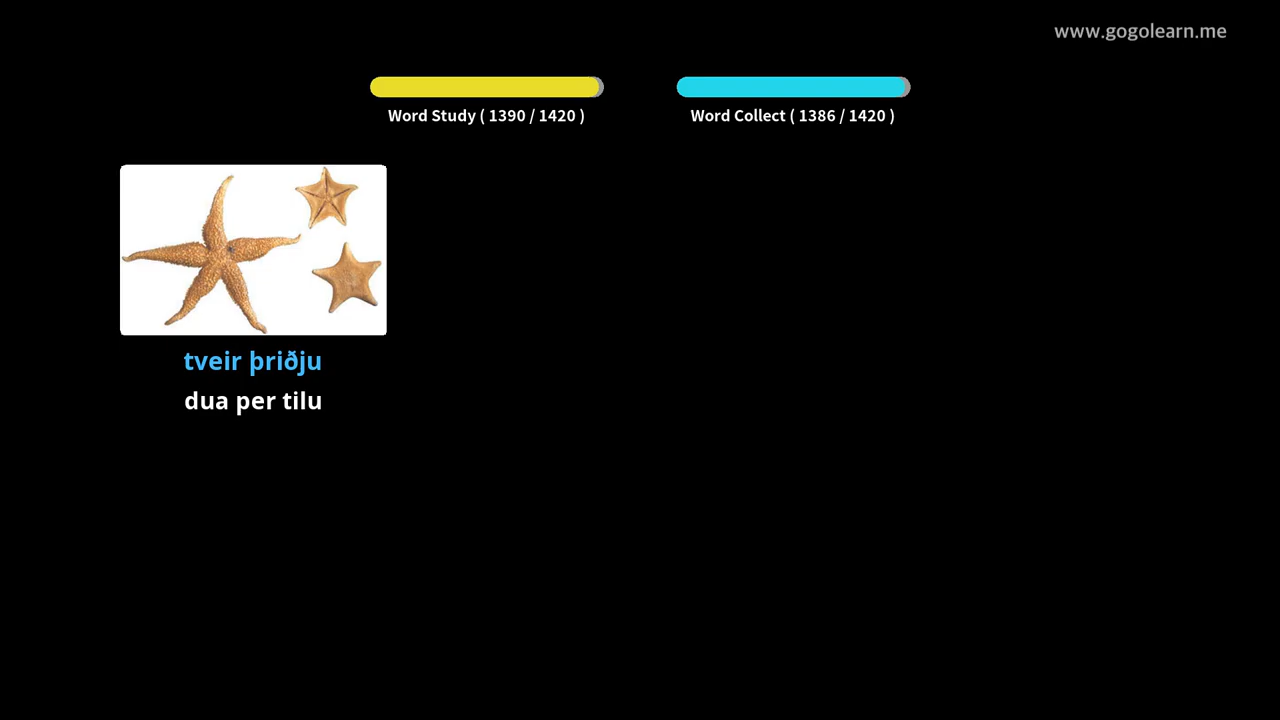 www.gogolearn.me
Word Study ( 1390 / 1420 )
Word Collect ( 1386 / 1420 )
tveir þriðju
dua per tilu